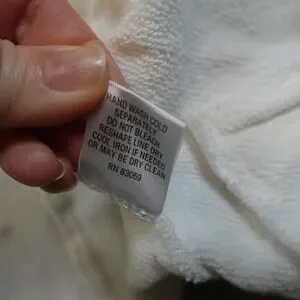 HAND WASH COLD
SEPARATELY
DO NOT BLEACH
RESHAPE LINE DRY
COOL IRON IF NEEDED
OR MAY BE DRY CLEAN
RN 83059